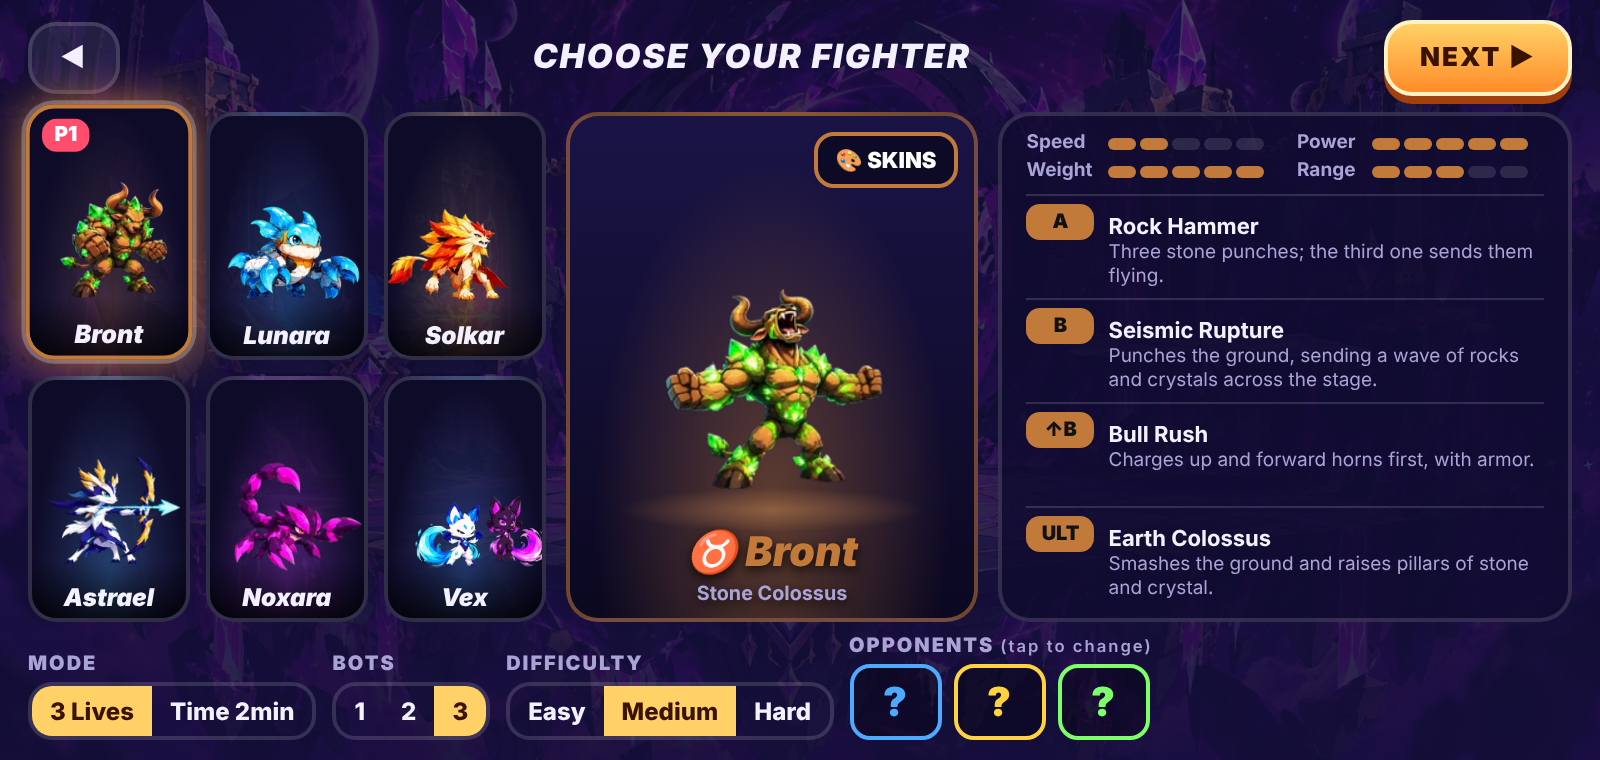 CHOOSE YOUR FIGHTER
NEXT ▶
P1
Bront
Lunara
Solkar
Astrael
Noxara
Vex
SKINS
♉ Bront
Stone Colossus
Speed
Power
Weight
Range
A
Rock Hammer
Three stone punches; the third one sends them
flying.
B
Seismic Rupture
Punches the ground, sending a wave of rocks
and crystals across the stage.
↑B
Bull Rush
Charges up and forward horns first, with armor.
ULT
Earth Colossus
Smashes the ground and raises pillars of stone
and crystal.
MODE
3 Lives
Time 2min
BOTS
1 2 3
DIFFICULTY
Easy Medium Hard
OPPONENTS (tap to change)
? ? ?